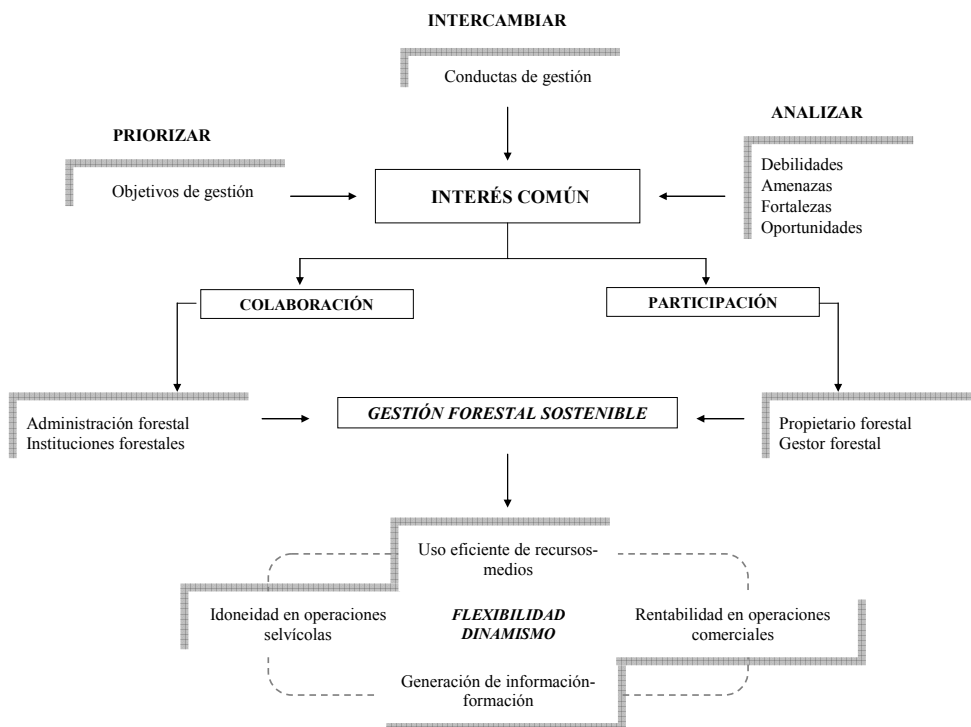 INTERCAMBIAR
Conductas de gestión
PRIORIZAR
Objetivos de gestión
ANALIZAR
Debilidades
Amenazas
Fortalezas
Oportunidades
INTERÉS COMÚN
COLABORACIÓN
PARTICIPACIÓN
Administración forestal
Instituciones forestales
GESTIÓN FORESTAL SOSTENIBLE
Propietario forestal
Gestor forestal
Uso eficiente de recursos-
medios
Idoneidad en operaciones
selvícolas
FLEXIBILIDAD
DINAMISMO
Rentabilidad en operaciones
comerciales
Generación de información-
formación